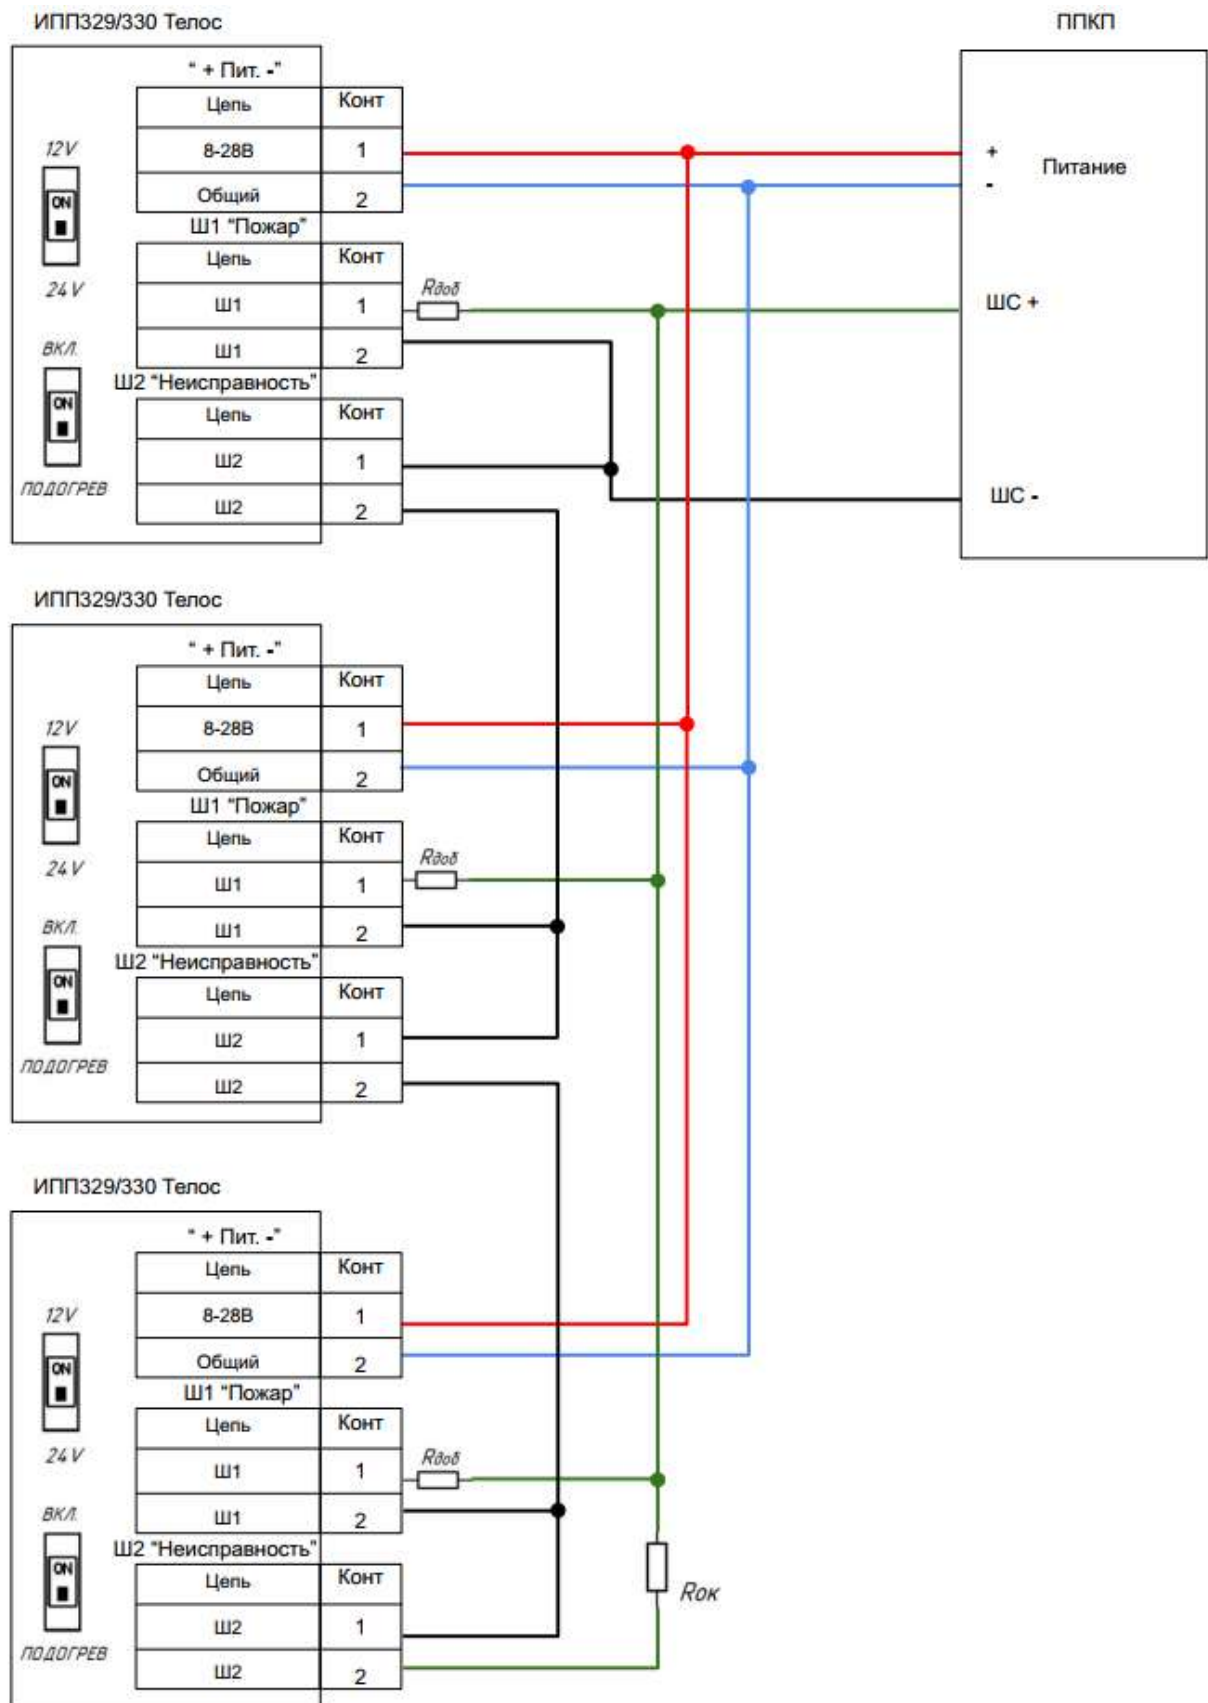 ИПП329/330 Телос
ППКП
“ + Пит. -”
Цепь Конт
8-28В 1
Общий 2
12V
ON
24V
Ш1 “Пожар”
Цепь Конт
Ш1 1
Ш1 2
Rдоб
ВКЛ.
ON
ПОДОГРЕВ
Ш2 “Неисправность”
Цепь Конт
Ш2 1
Ш2 2
+
-
Питание
ШС +
ШС -
ИПП329/330 Телос
“ + Пит. -”
Цепь Конт
8-28В 1
Общий 2
12V
ON
24V
Ш1 “Пожар”
Цепь Конт
Ш1 1
Ш1 2
Rдоб
ВКЛ.
ON
ПОДОГРЕВ
Ш2 “Неисправность”
Цепь Конт
Ш2 1
Ш2 2
ИПП329/330 Телос
“ + Пит. -”
Цепь Конт
8-28В 1
Общий 2
12V
ON
24V
Ш1 “Пожар”
Цепь Конт
Ш1 1
Ш1 2
Rдоб
ВКЛ.
ON
ПОДОГРЕВ
Ш2 “Неисправность”
Цепь Конт
Ш2 1
Ш2 2
Rок